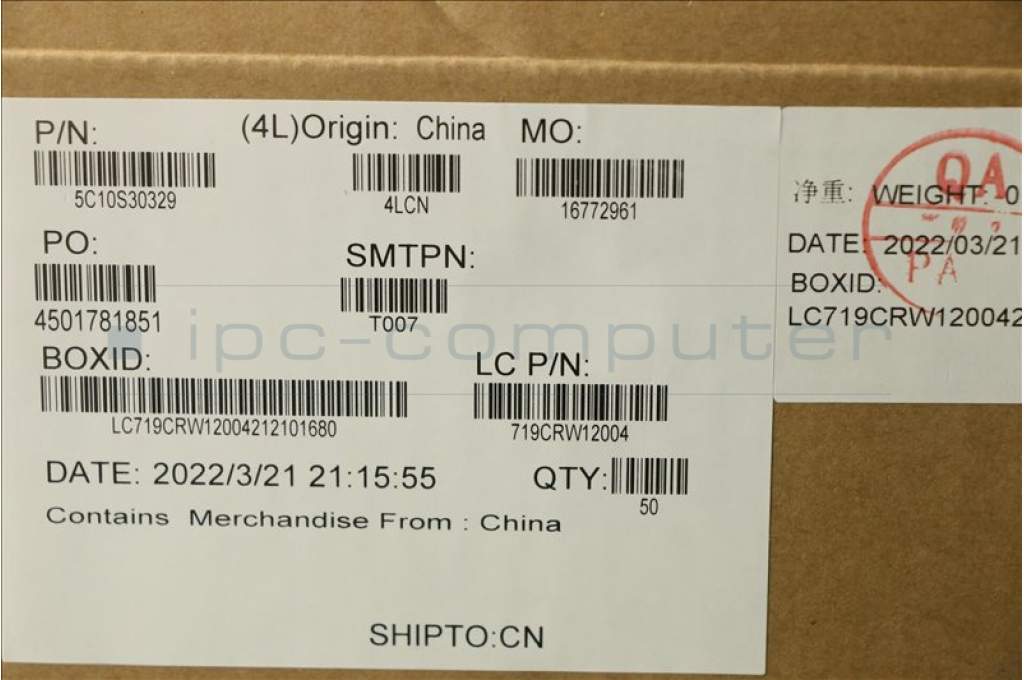 P/N: (4L)Origin: China MO:
5C10S30329 4LCN 16772961
PO: SMTPN:
4501781851 T007
BOXID: LC P/N:
LC719CRW12004212101680 719CRW12004
DATE: 2022/3/21 21:15:55 QTY:
50
Contains Merchandise From : China
SHIPTO:CN
净重: WEIGHT: 0
DATE: 2022/03/21
BOXID:
LC719CRW120042
QA
PA
ipc-computer